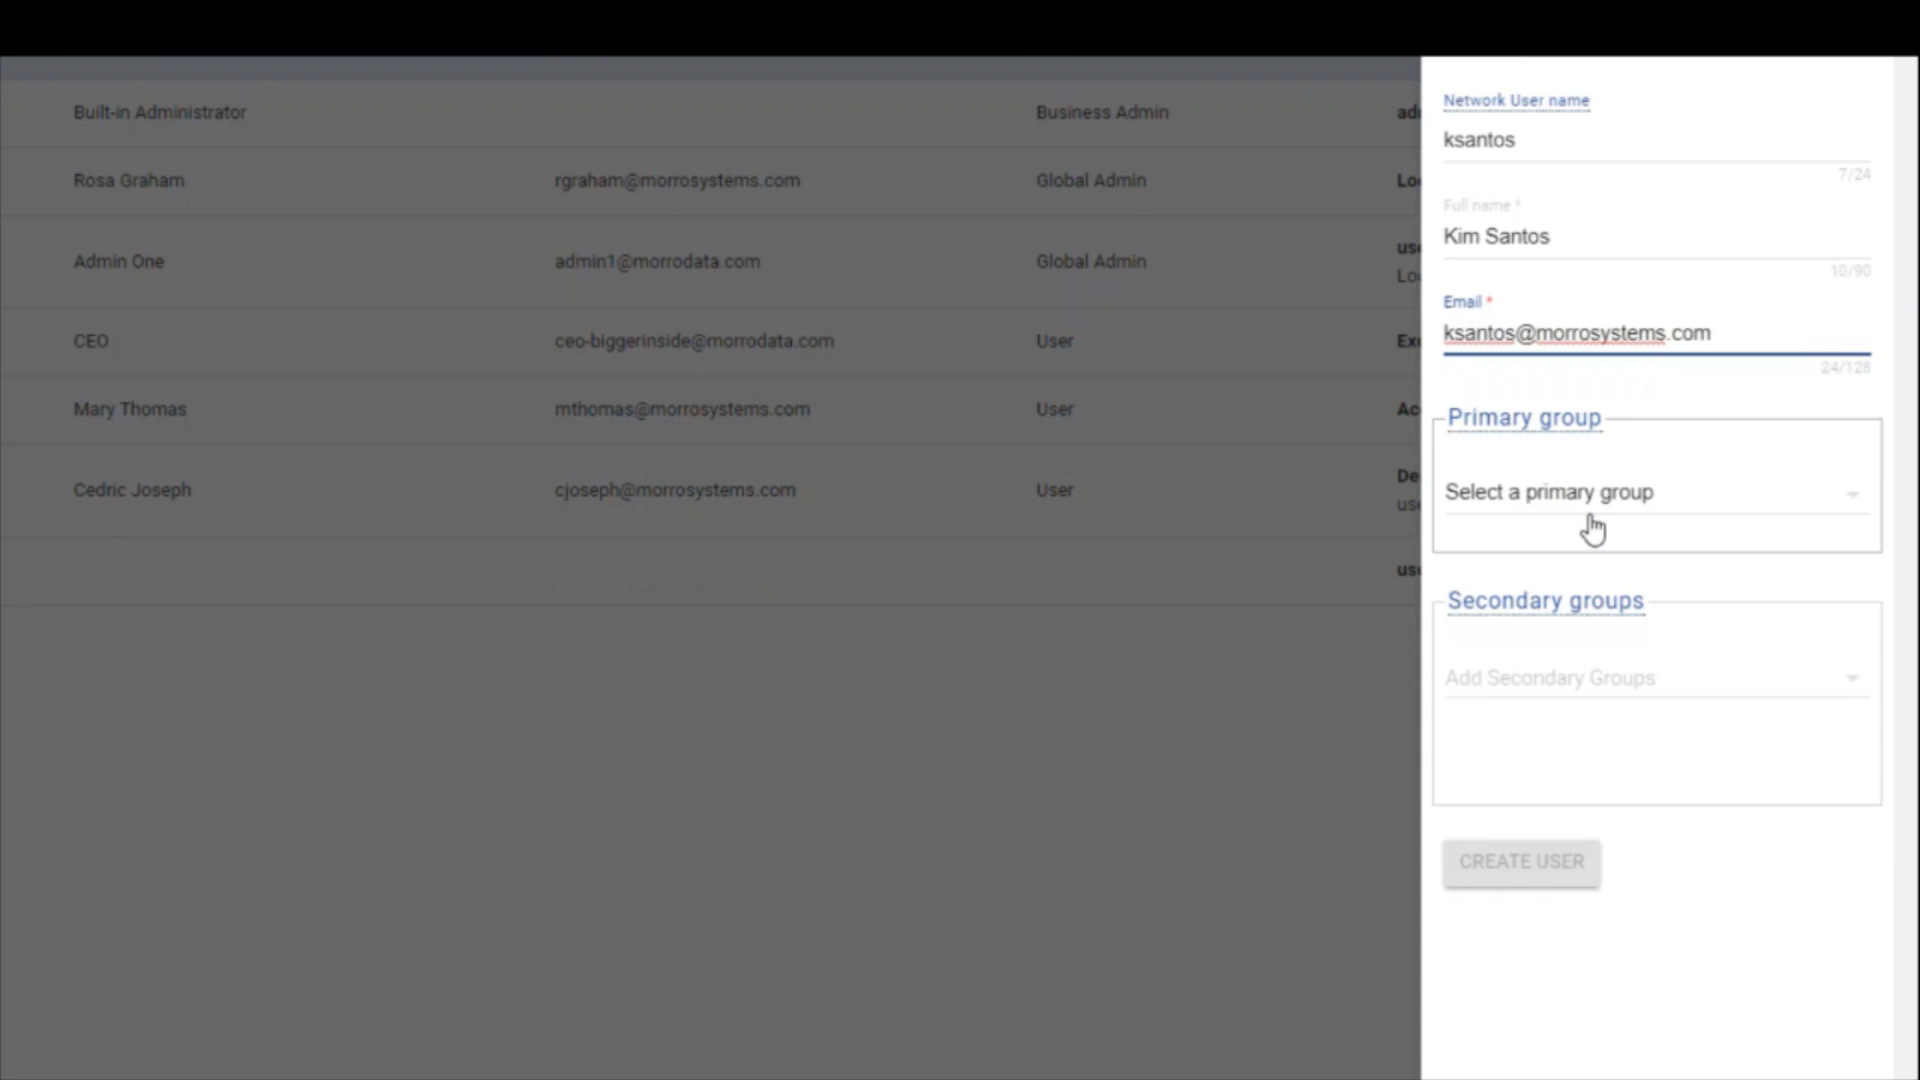 Built-in Administrator Business Admin
Rosa Graham rgraham@morrosystems.com Global Admin
Admin One admin1@morrodata.com Global Admin
CEO ceo-biggerinside@morrodata.com User
Mary Thomas mthomas@morrosystems.com User
Cedric Joseph cjoseph@morrosystems.com User
Network User name
ksantos
7/24
Full name *
Kim Santos
10/90
Email *
ksantos@morrosystems.com
24/128
Primary group
Select a primary group
Secondary groups
Add Secondary Groups
CREATE USER